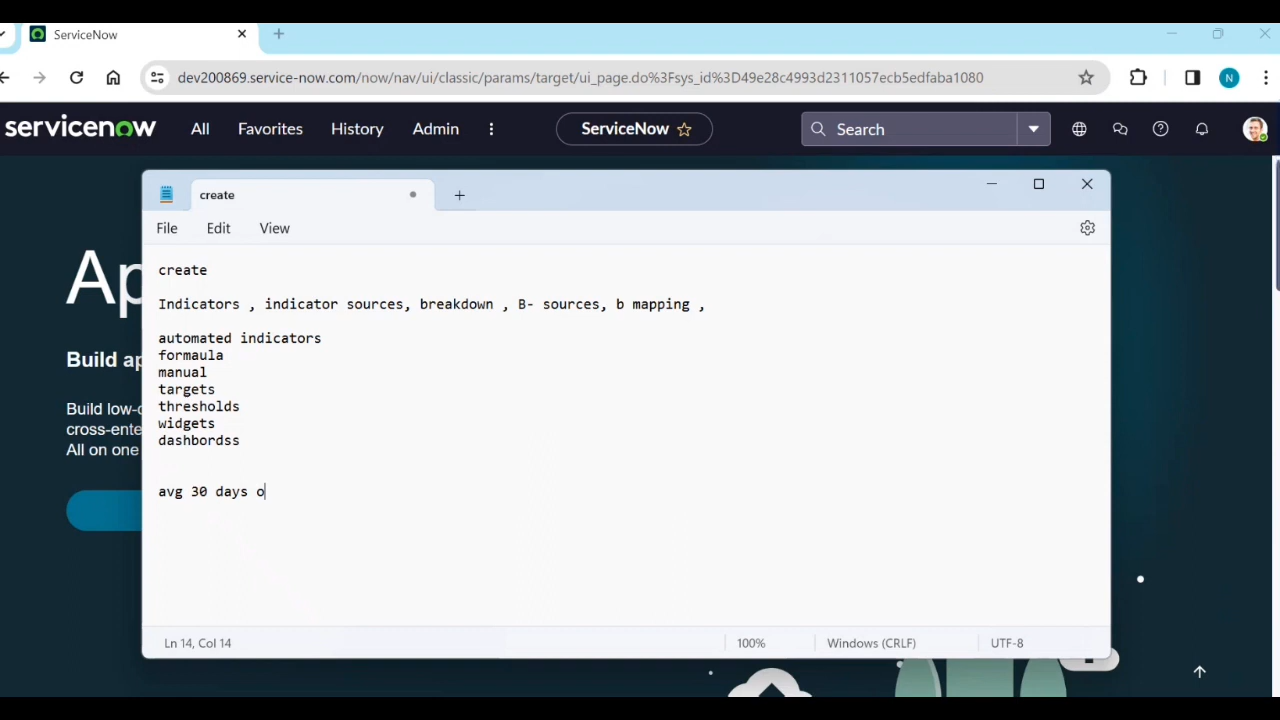 ServiceNow
dev200869.service-now.com/now/nav/ui/classic/params/target/ui_page.do%3Fsys_id%3D49e28c4993d2311057ecb5edfaba1080
N
servicenow
All
Favorites
History
Admin
ServiceNow
Search
create
File
Edit
View
Ap
Build ap
Build low-c
cross-ente
All on one
create
Indicators , indicator sources, breakdown , B- sources, b mapping ,
automated indicators
formaula
manual
targets
thresholds
widgets
dashbordss
avg 30 days o
Ln 14, Col 14
100%
Windows (CRLF)
UTF-8